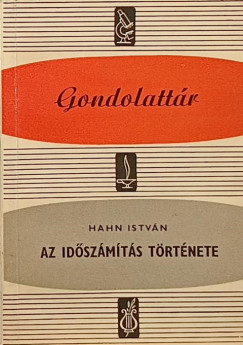 Gondolattár
HAHN ISTVÁN
AZ IDŐSZÁMÍTÁS TÖRTÉNETE